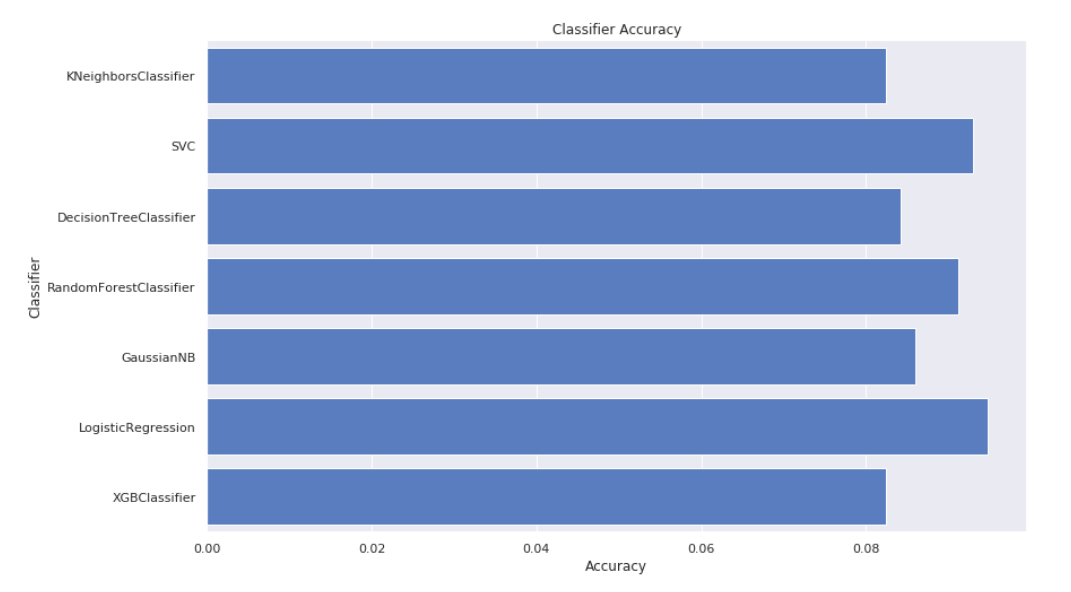 Classifier Accuracy
KNeighborsClassifier
SVC
DecisionTreeClassifier
RandomForestClassifier
GaussianNB
LogisticRegression
XGBClassifier
Classifier
0.00 0.02 0.04 0.06 0.08
Accuracy